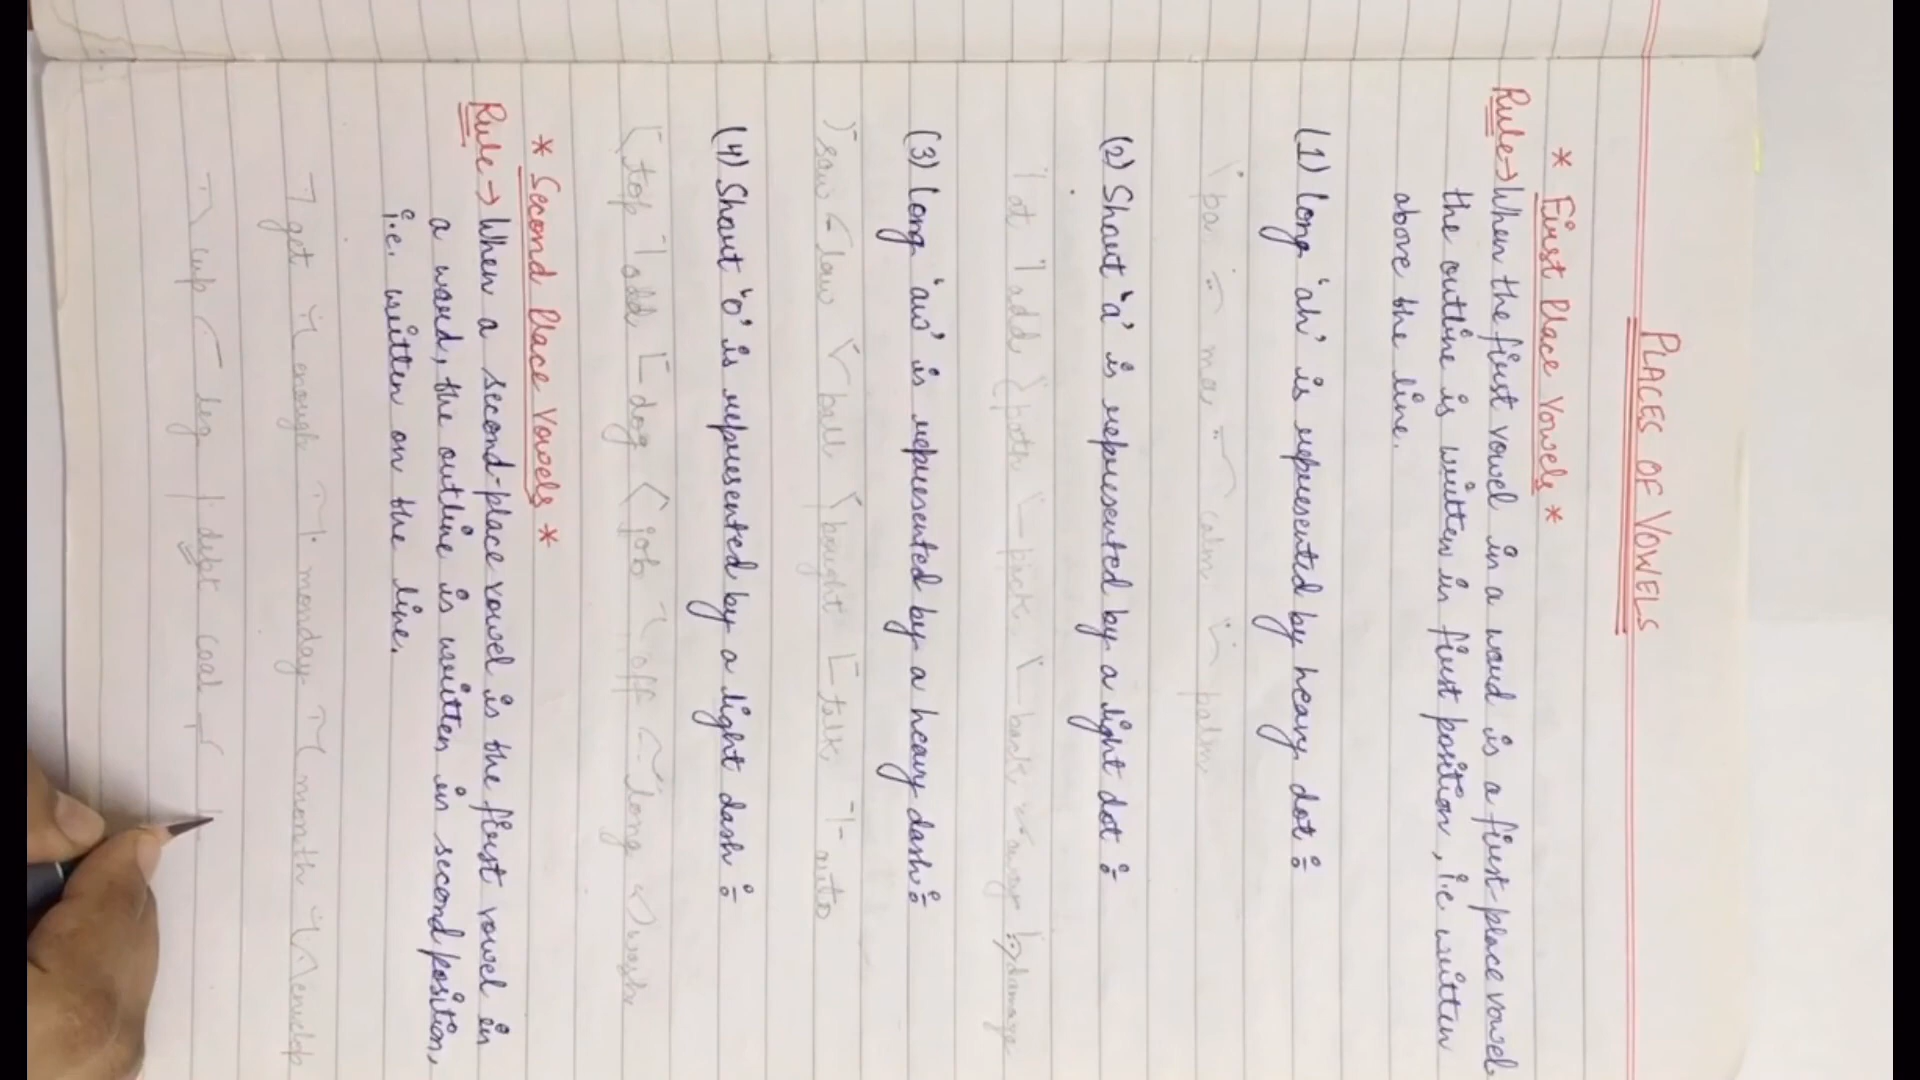 PLACES OF VOWELS
* First Place Vowels *
Rule → When the first vowel in a word is a first-place vowel
the outline is written in first position, i.e. written
above the line.
(1) Long 'ah' is represented by heavy dot :-
pa ma calm palm
(2) Short 'a' is represented by a light dot :-
at add path pack back damage
(3) Long 'aw' is represented by a heavy dash :-
saw law ball bought talk auto
(4) Short 'o' is represented by a light dash :-
top odd dog job off long wash
* Second Place Vowels *
Rule → When a second-place vowel is the first vowel in
a word, the outline is written in second position,
i.e. written on the line.
get enough monday month envelop
cup leg debt coal